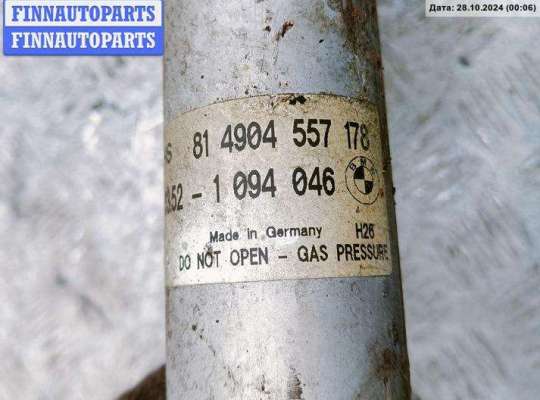 FINNAUTOPARTS
FINNAUTOPARTS
Дата: 28.10.2024 (00:06)
81 4904 557 178
- 1 094 046
BMW
Made in Germany H26
DO NOT OPEN - GAS PRESSURE